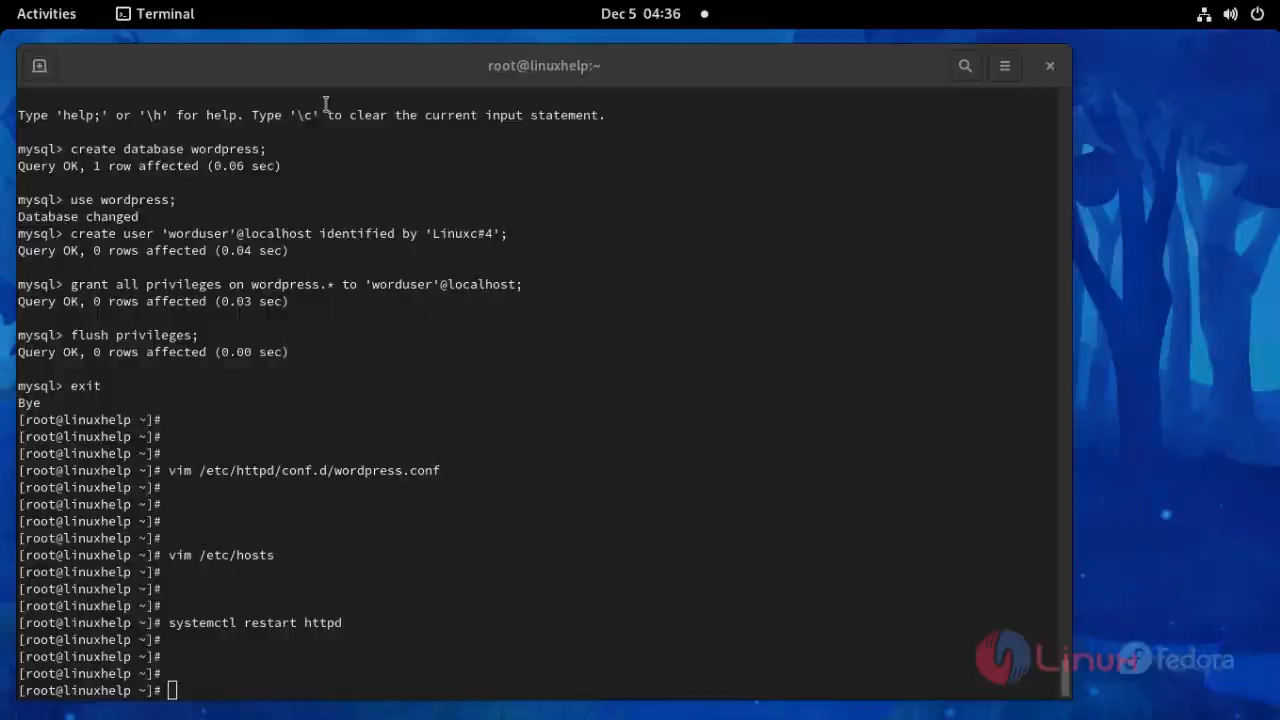 Activities Terminal Dec 5 04:36
root@linuxhelp:~
Type 'help;' or '\h' for help. Type '\c' to clear the current input statement.
mysql> create database wordpress;
Query OK, 1 row affected (0.06 sec)
mysql> use wordpress;
Database changed
mysql> create user 'worduser'@localhost identified by 'Linuxc#4';
Query OK, 0 rows affected (0.04 sec)
mysql> grant all privileges on wordpress.* to 'worduser'@localhost;
Query OK, 0 rows affected (0.03 sec)
mysql> flush privileges;
Query OK, 0 rows affected (0.00 sec)
mysql> exit
Bye
[root@linuxhelp ~]#
[root@linuxhelp ~]#
[root@linuxhelp ~]#
[root@linuxhelp ~]# vim /etc/httpd/conf.d/wordpress.conf
[root@linuxhelp ~]#
[root@linuxhelp ~]#
[root@linuxhelp ~]#
[root@linuxhelp ~]#
[root@linuxhelp ~]# vim /etc/hosts
[root@linuxhelp ~]#
[root@linuxhelp ~]#
[root@linuxhelp ~]#
[root@linuxhelp ~]# systemctl restart httpd
[root@linuxhelp ~]#
[root@linuxhelp ~]#
[root@linuxhelp ~]#
[root@linuxhelp ~]#
fedora